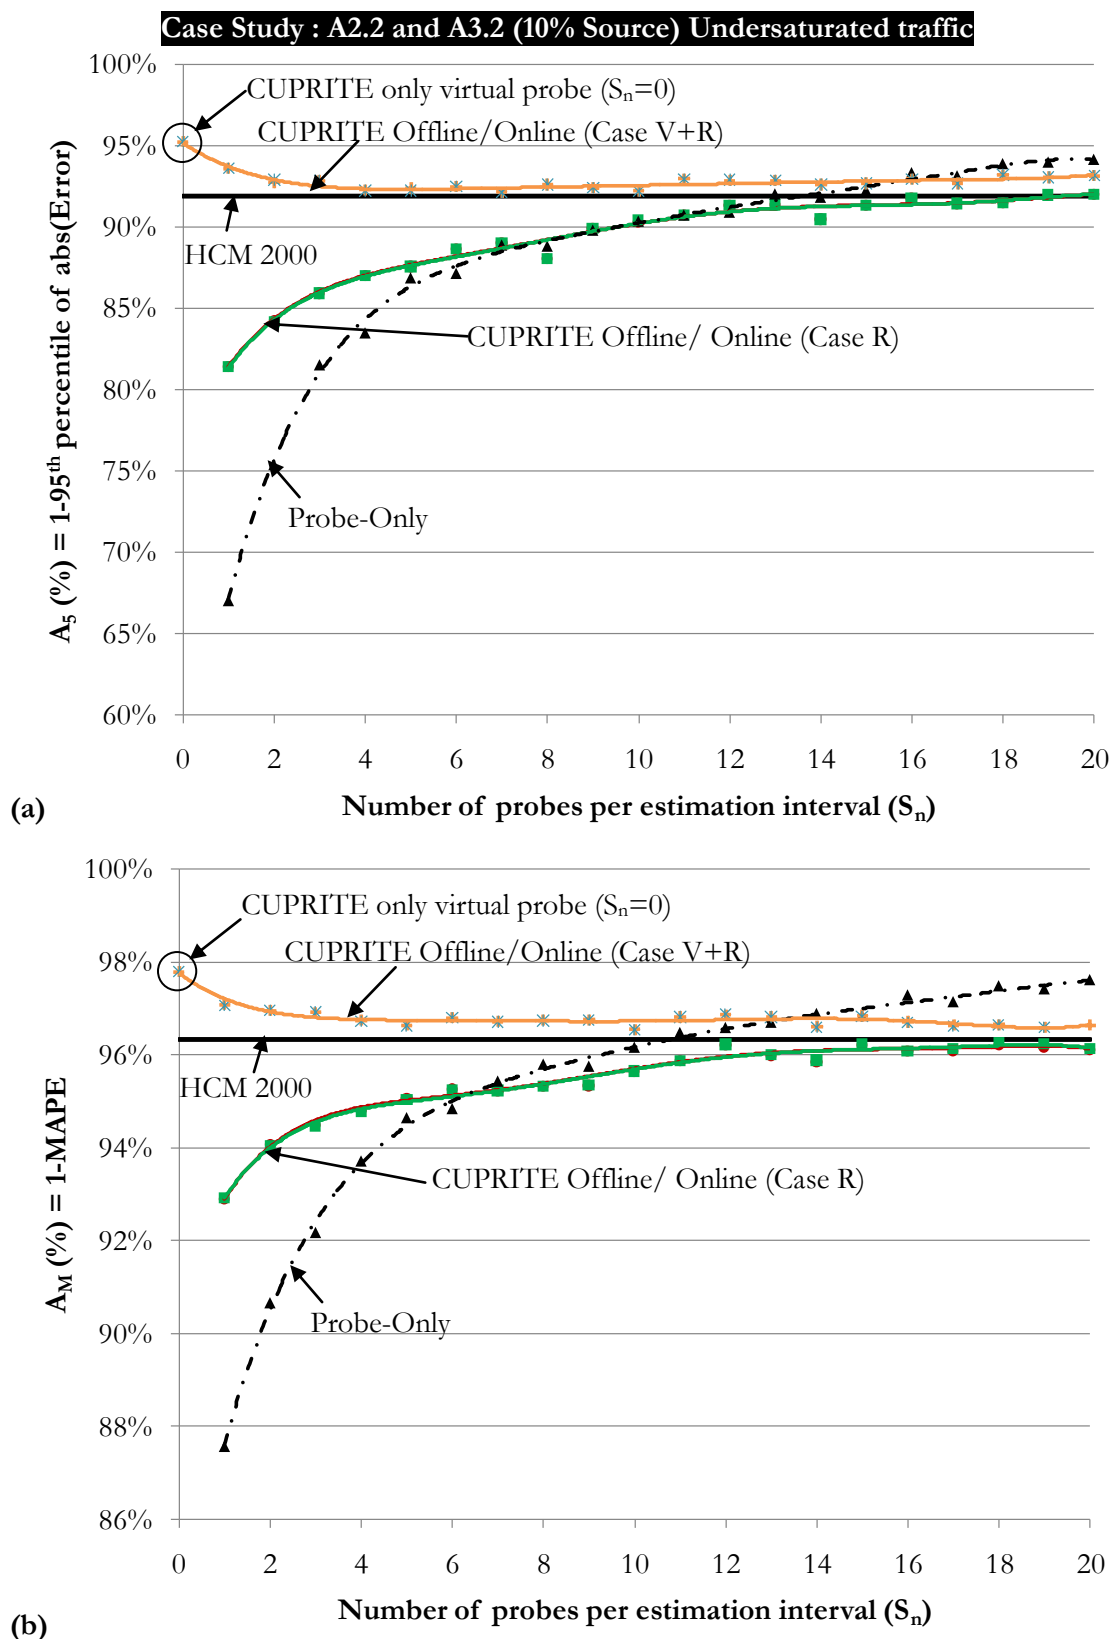 Case Study : A2.2 and A3.2 (10% Source) Undersaturated traffic
100%
CUPRITE only virtual probe (Sn=0)
CUPRITE Offline/Online (Case V+R)
95%
90%
HCM 2000
85%
CUPRITE Offline/ Online (Case R)
80%
75%
Probe-Only
70%
65%
60%
A5 (%) = 1-95th percentile of abs(Error)
0 2 4 6 8 10 12 14 16 18 20
Number of probes per estimation interval (Sn)
(a)
100%
CUPRITE only virtual probe (Sn=0)
CUPRITE Offline/Online (Case V+R)
98%
96%
HCM 2000
94%
CUPRITE Offline/ Online (Case R)
92%
90%
Probe-Only
88%
86%
AM (%) = 1-MAPE
0 2 4 6 8 10 12 14 16 18 20
Number of probes per estimation interval (Sn)
(b)